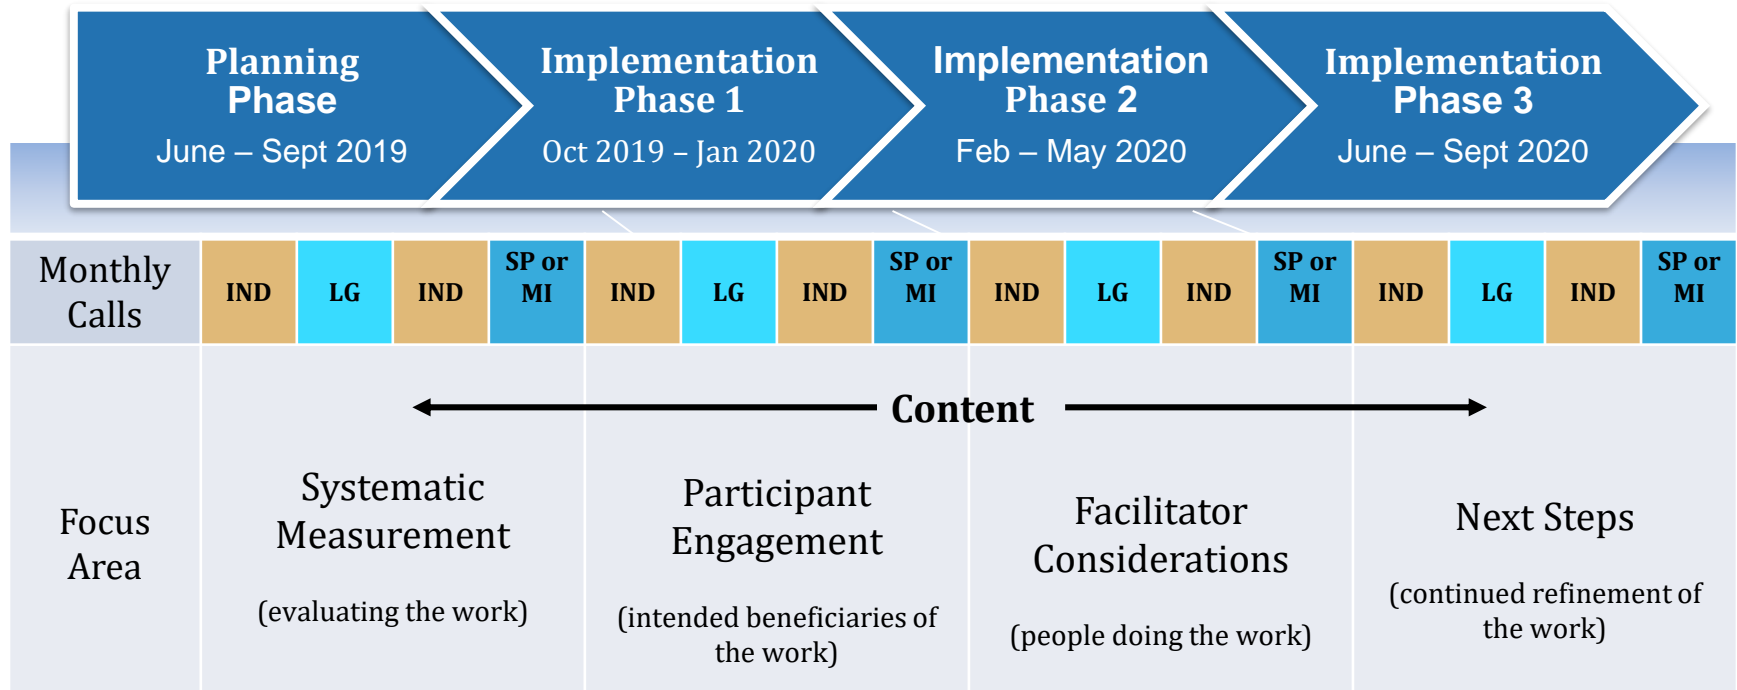 Planning
Phase
June – Sept 2019
Implementation
Phase 1
Oct 2019 – Jan 2020
Implementation
Phase 2
Feb – May 2020
Implementation
Phase 3
June – Sept 2020
Monthly
Calls
IND
LG
IND
SP or
MI
IND
LG
IND
SP or
MI
IND
LG
IND
SP or
MI
IND
LG
IND
SP or
MI
Content
Focus
Area
Systematic
Measurement
(evaluating the work)
Participant
Engagement
(intended beneficiaries of
the work)
Facilitator
Considerations
(people doing the work)
Next Steps
(continued refinement of
the work)